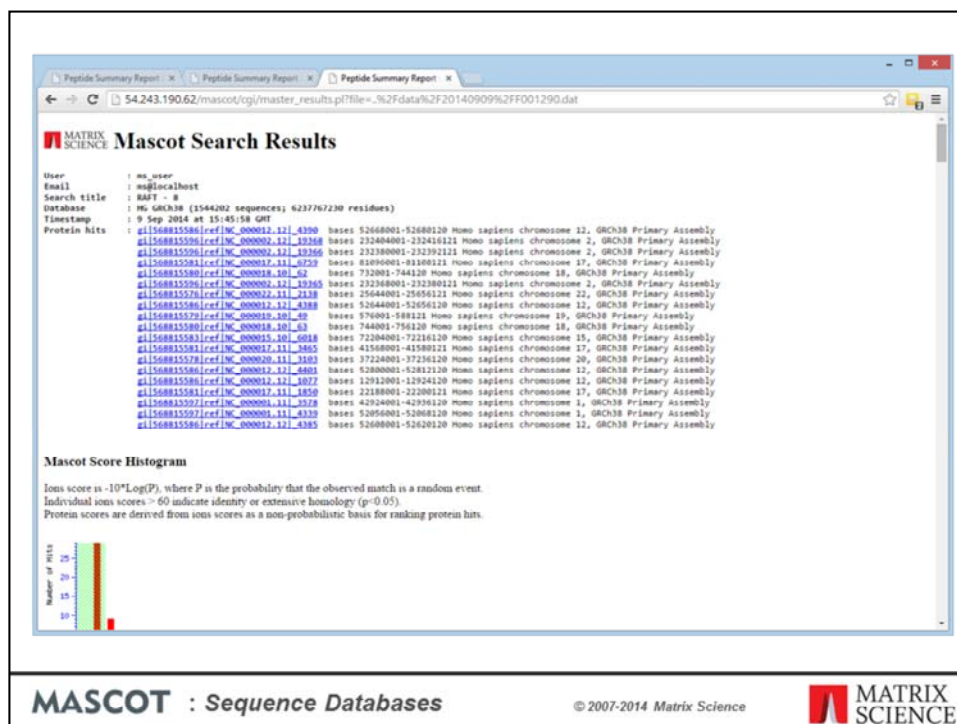 Peptide Summary Report
Peptide Summary Report
Peptide Summary Report
54.243.190.62/mascot/cgi/master_results.pl?file=..%2Fdata%2F20140909%2FF001290.dat
MATRIX
SCIENCE
Mascot Search Results
User : ms_user
Email : ms@localhost
Search title : RAFT - B
Database : HG GRCh38 (1544202 sequences; 6237767230 residues)
Timestamp : 9 Sep 2014 at 15:45:58 GMT
Protein hits : gi|568815586|ref|NC_000012.12|_4390 bases 52668001-52680120 Homo sapiens chromosome 12, GRCh38 Primary Assembly
gi|568815596|ref|NC_000002.12|_19368 bases 232404001-232416121 Homo sapiens chromosome 2, GRCh38 Primary Assembly
gi|568815596|ref|NC_000002.12|_19366 bases 232380001-232392121 Homo sapiens chromosome 2, GRCh38 Primary Assembly
gi|568815581|ref|NC_000017.11|_6759 bases 81096001-81108121 Homo sapiens chromosome 17, GRCh38 Primary Assembly
gi|568815580|ref|NC_000018.10|_62 bases 732001-744120 Homo sapiens chromosome 18, GRCh38 Primary Assembly
gi|568815596|ref|NC_000002.12|_19365 bases 232368001-232380121 Homo sapiens chromosome 2, GRCh38 Primary Assembly
gi|568815576|ref|NC_000022.11|_2138 bases 25644001-25656121 Homo sapiens chromosome 22, GRCh38 Primary Assembly
gi|568815586|ref|NC_000012.12|_4388 bases 52644001-52656120 Homo sapiens chromosome 12, GRCh38 Primary Assembly
gi|568815579|ref|NC_000019.10|_49 bases 576001-588121 Homo sapiens chromosome 19, GRCh38 Primary Assembly
gi|568815580|ref|NC_000018.10|_63 bases 744001-756120 Homo sapiens chromosome 18, GRCh38 Primary Assembly
gi|568815583|ref|NC_000015.10|_6018 bases 72204001-72216120 Homo sapiens chromosome 15, GRCh38 Primary Assembly
gi|568815581|ref|NC_000017.11|_3465 bases 41568001-41580121 Homo sapiens chromosome 17, GRCh38 Primary Assembly
gi|568815578|ref|NC_000020.11|_3103 bases 37224001-37236120 Homo sapiens chromosome 20, GRCh38 Primary Assembly
gi|568815586|ref|NC_000012.12|_4401 bases 52800001-52812120 Homo sapiens chromosome 12, GRCh38 Primary Assembly
gi|568815586|ref|NC_000012.12|_1077 bases 12912001-12924120 Homo sapiens chromosome 12, GRCh38 Primary Assembly
gi|568815581|ref|NC_000017.11|_1850 bases 22188001-22200121 Homo sapiens chromosome 17, GRCh38 Primary Assembly
gi|568815597|ref|NC_000001.11|_3578 bases 42924001-42936120 Homo sapiens chromosome 1, GRCh38 Primary Assembly
gi|568815597|ref|NC_000001.11|_4339 bases 52056001-52068120 Homo sapiens chromosome 1, GRCh38 Primary Assembly
gi|568815586|ref|NC_000012.12|_4385 bases 52608001-52620120 Homo sapiens chromosome 12, GRCh38 Primary Assembly
Mascot Score Histogram
Ions score is -10*Log(P), where P is the probability that the observed match is a random event.
Individual ions scores > 60 indicate identity or extensive homology (p<0.05).
Protein scores are derived from ions scores as a non-probabilistic basis for ranking protein hits.
Number of Hits
25
20
15
10
MASCOT : Sequence Databases
© 2007-2014 Matrix Science
MATRIX
SCIENCE